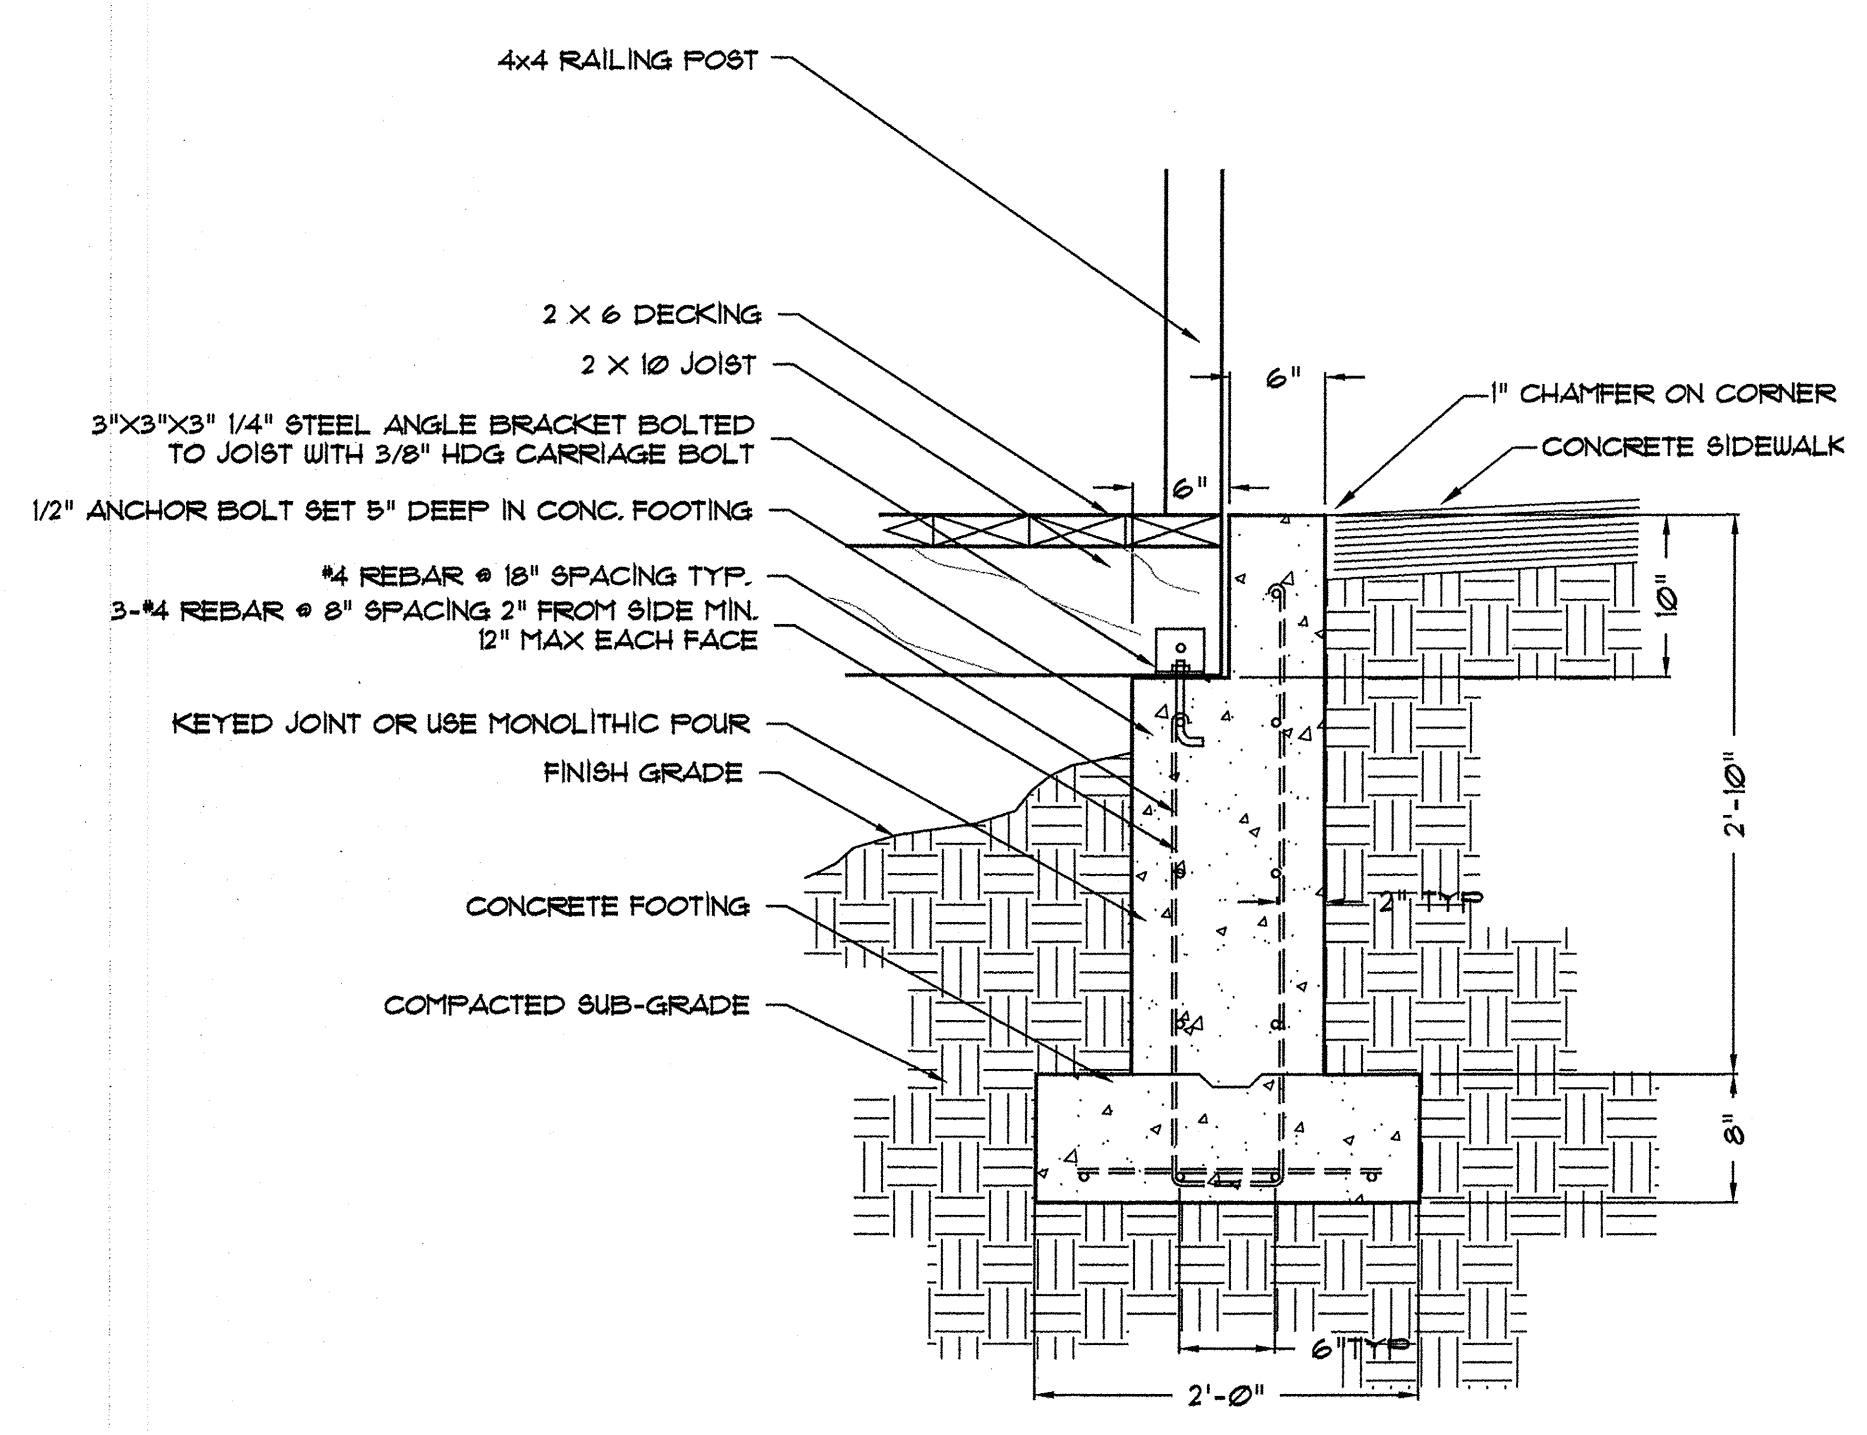 4x4 RAILING POST
2 X 6 DECKING
2 X 10 JOIST
6"
1" CHAMFER ON CORNER
3"X3"X3" 1/4" STEEL ANGLE BRACKET BOLTED
TO JOIST WITH 3/8" HDG CARRIAGE BOLT
CONCRETE SIDEWALK
6"
1/2" ANCHOR BOLT SET 5" DEEP IN CONC. FOOTING
#4 REBAR @ 18" SPACING TYP.
3-#4 REBAR @ 8" SPACING 2" FROM SIDE MIN.
12" MAX EACH FACE
10"
KEYED JOINT OR USE MONOLITHIC POUR
FINISH GRADE
2'-10"
CONCRETE FOOTING
2" TYP
COMPACTED SUB-GRADE
8"
6" TYP
2'-0"